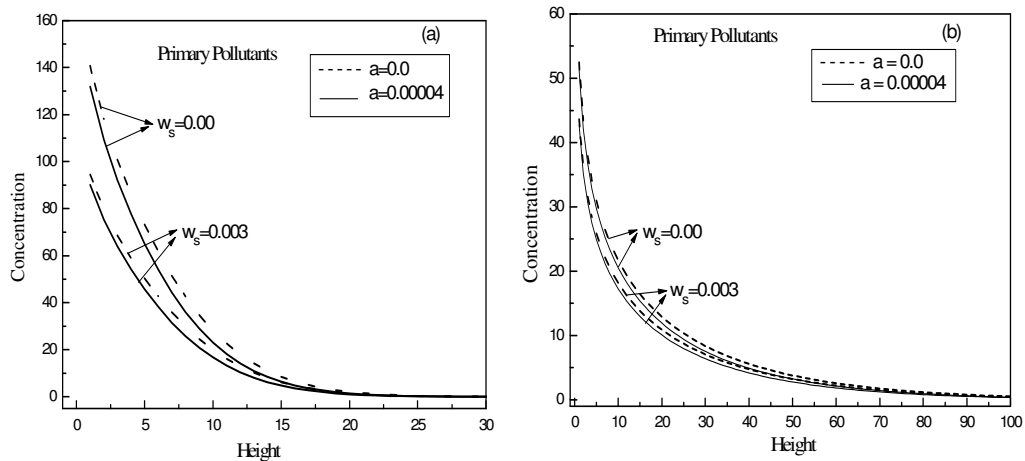 (a)
Primary Pollutants
a=0.0
a=0.00004
w_s=0.00
w_s=0.003
Concentration
160
140
120
100
80
60
40
20
0
0 5 10 15 20 25 30
Height
(b)
Primary Pollutants
a = 0.0
a = 0.00004
w_s=0.00
w_s=0.003
Concentration
60
50
40
30
20
10
0
0 10 20 30 40 50 60 70 80 90 100
Height